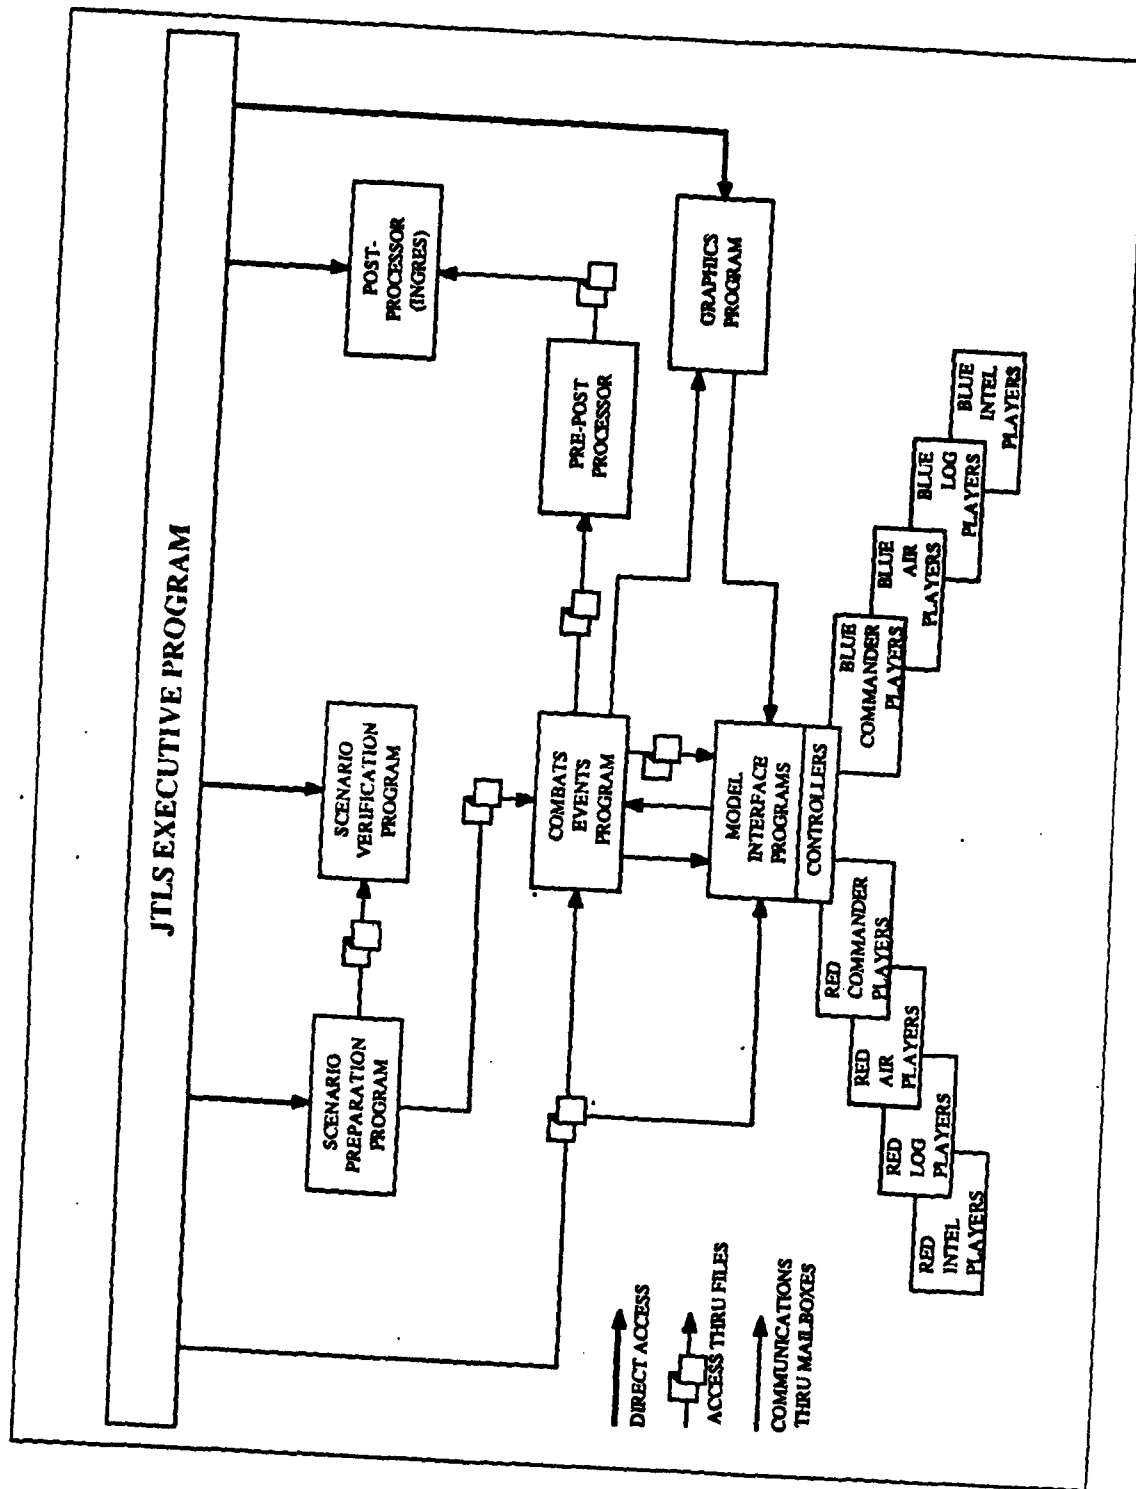 JTLS EXECUTIVE PROGRAM
SCENARIO
PREPARATION
PROGRAM
SCENARIO
VERIFICATION
PROGRAM
POST-
PROCESSOR
(INGRES)
COMBATS
EVENTS
PROGRAM
PRE-POST
PROCESSOR
GRAPHICS
PROGRAM
MODEL
INTERFACE
PROGRAMS
CONTROLLERS
RED
COMMANDER
PLAYERS
RED
AIR
PLAYERS
RED
LOG
PLAYERS
RED
INTEL
PLAYERS
BLUE
COMMANDER
PLAYERS
BLUE
AIR
PLAYERS
BLUE
LOG
PLAYERS
BLUE
INTEL
PLAYERS
DIRECT ACCESS
ACCESS THRU FILES
COMMUNICATIONS
THRU MAILBOXES